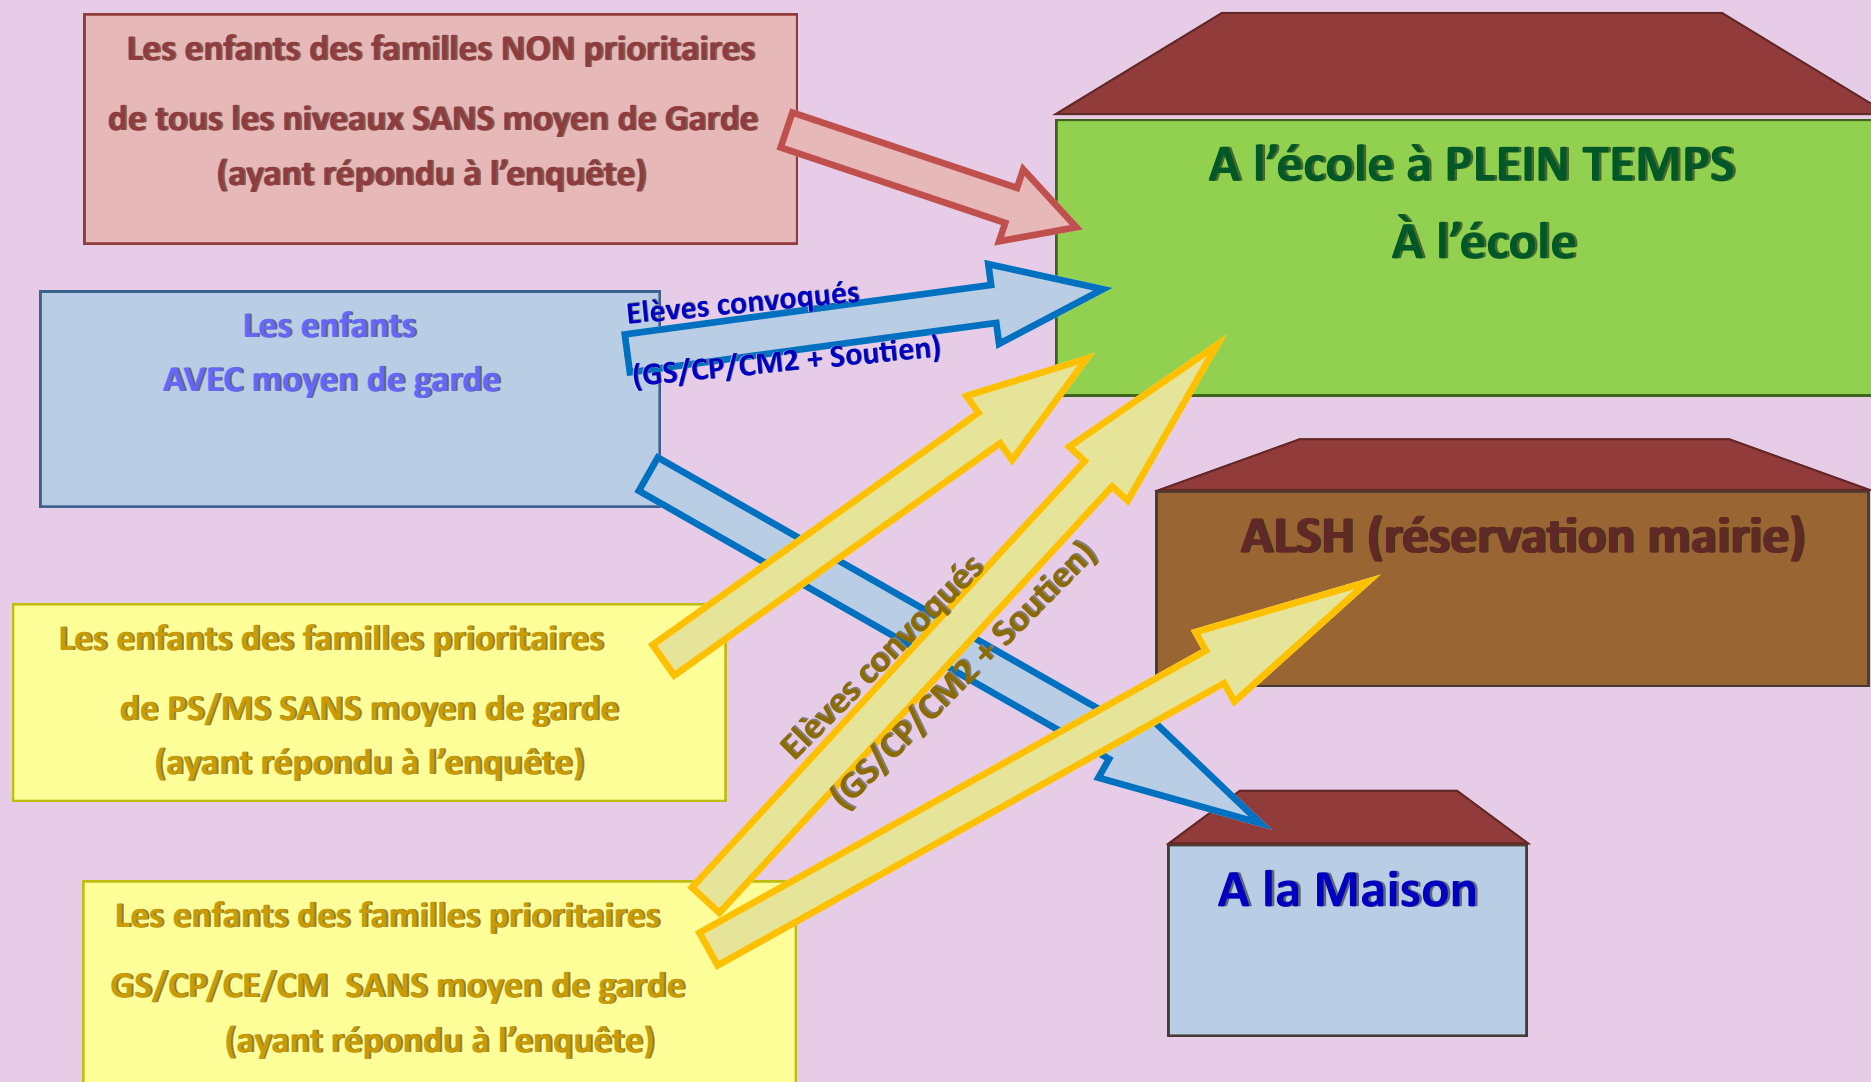 Les enfants des familles NON prioritaires
de tous les niveaux SANS moyen de Garde
(ayant répondu à l'enquête)
A l'école à PLEIN TEMPS
À l'école
Les enfants
AVEC moyen de garde
Elèves convoqués
(GS/CP/CM2 + Soutien)
ALSH (réservation mairie)
Les enfants des familles prioritaires
de PS/MS SANS moyen de garde
(ayant répondu à l'enquête)
Elèves convoqués
(GS/CP/CM2 + Soutien)
A la Maison
Les enfants des familles prioritaires
GS/CP/CE/CM  SANS moyen de garde
(ayant répondu à l'enquête)